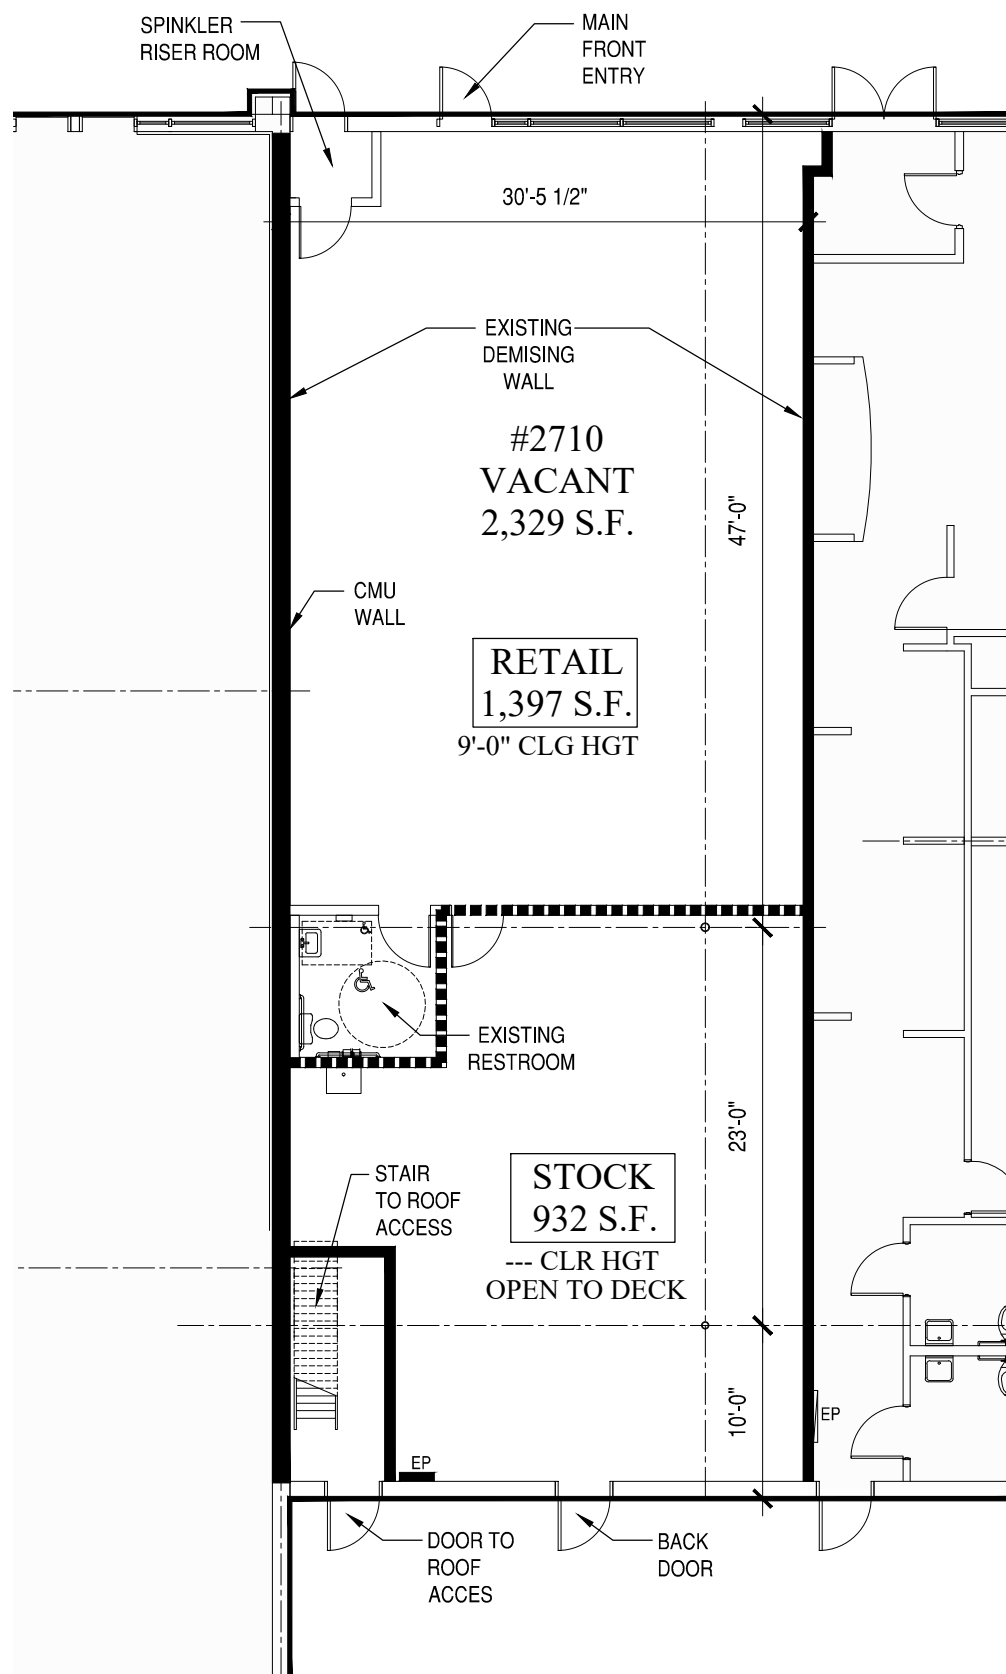 SPINKLER
RISER ROOM
MAIN
FRONT
ENTRY
30'-5 1/2"
EXISTING
DEMISING
WALL
#2710
VACANT
2,329 S.F.
47'-0"
CMU
WALL
RETAIL
1,397 S.F.
9'-0" CLG HGT
EXISTING
RESTROOM
23'-0"
STAIR
TO ROOF
ACCESS
STOCK
932 S.F.
--- CLR HGT
OPEN TO DECK
10'-0"
EP
EP
DOOR TO
ROOF
ACCES
BACK
DOOR